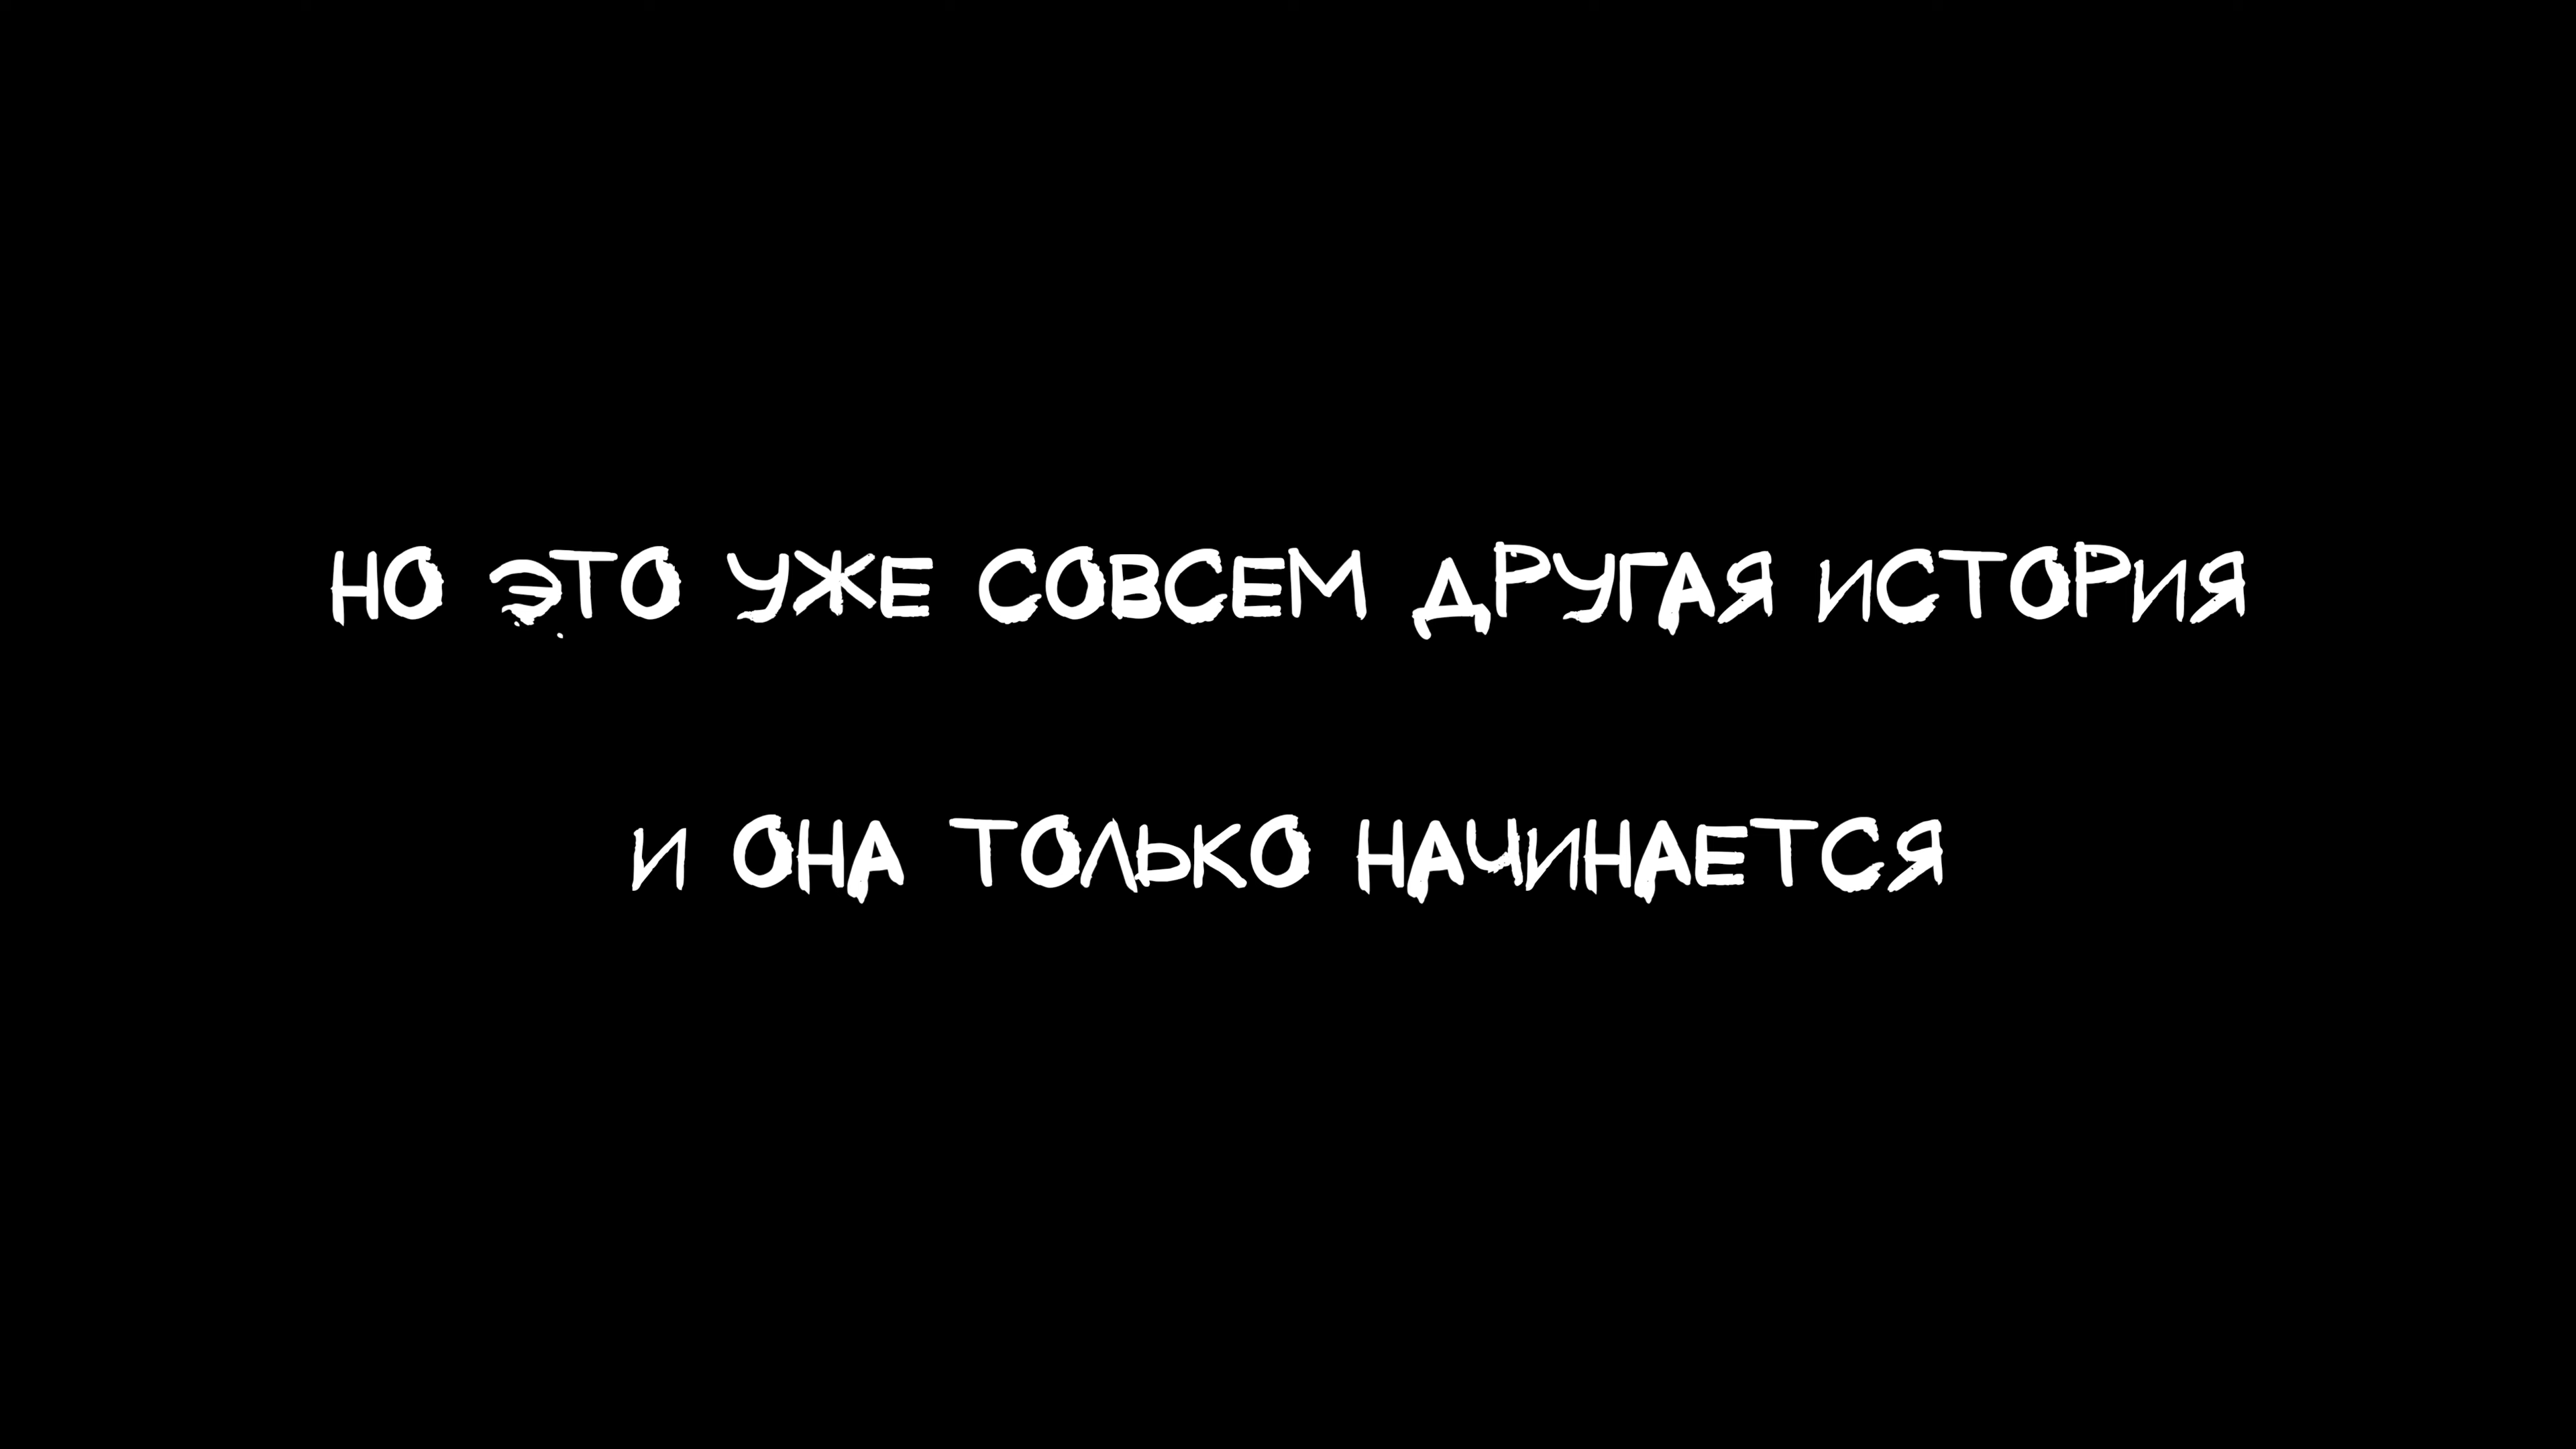 НО ЭТО УЖЕ СОВСЕМ ДРУГАЯ ИСТОРИЯ
И ОНА ТОЛЬКО НАЧИНАЕТСЯ